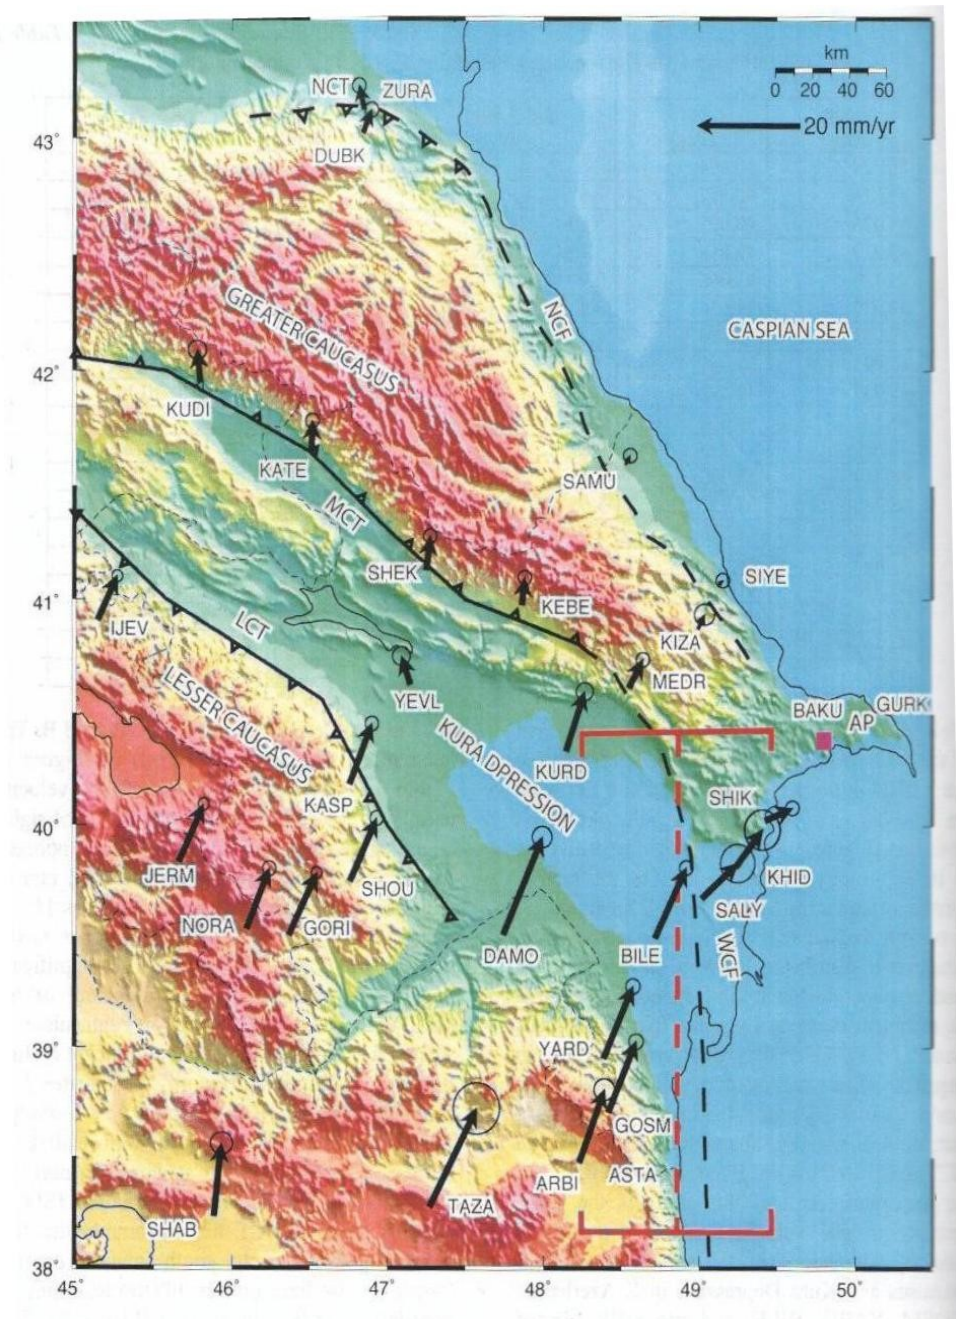 km
0 20 40 60
20 mm/yr
NCT
ZURA
43°
DUBK
GREATER CAUCASUS
NCF
CASPIAN SEA
42°
KUDI
KATE
SAMU
MCT
SHEK
SIYE
41°
KEBE
IJEV
LCT
KIZA
MEDR
LESSER CAUCASUS
YEVL
KURA DPRESSION
BAKU
AP
GURK
KURD
KASP
SHIK
40°
JERM
SHOU
KHID
NORA
GORI
SALY
DAMO
BILE
WCF
YARD
39°
GOSM
ARBI
ASTA
TAZA
SHAB
38°
45° 46° 47° 48° 49° 50°